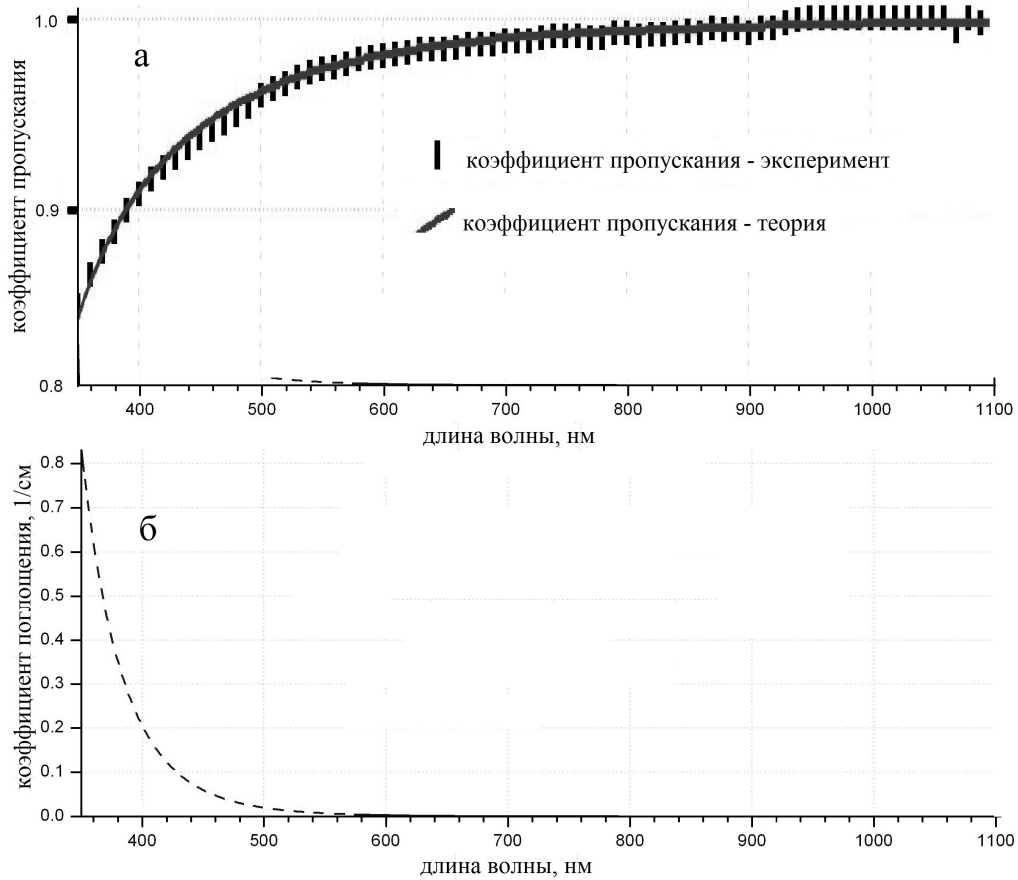 1.0
0.9
0.8
коэффициент пропускания
а
коэффициент пропускания - эксперимент
коэффициент пропускания - теория
400 500 600 700 800 900 1000 1100
длина волны, нм
0.8
0.7
0.6
0.5
0.4
0.3
0.2
0.1
0.0
коэффициент поглощения, 1/см
б
400 500 600 700 800 900 1000 1100
длина волны, нм